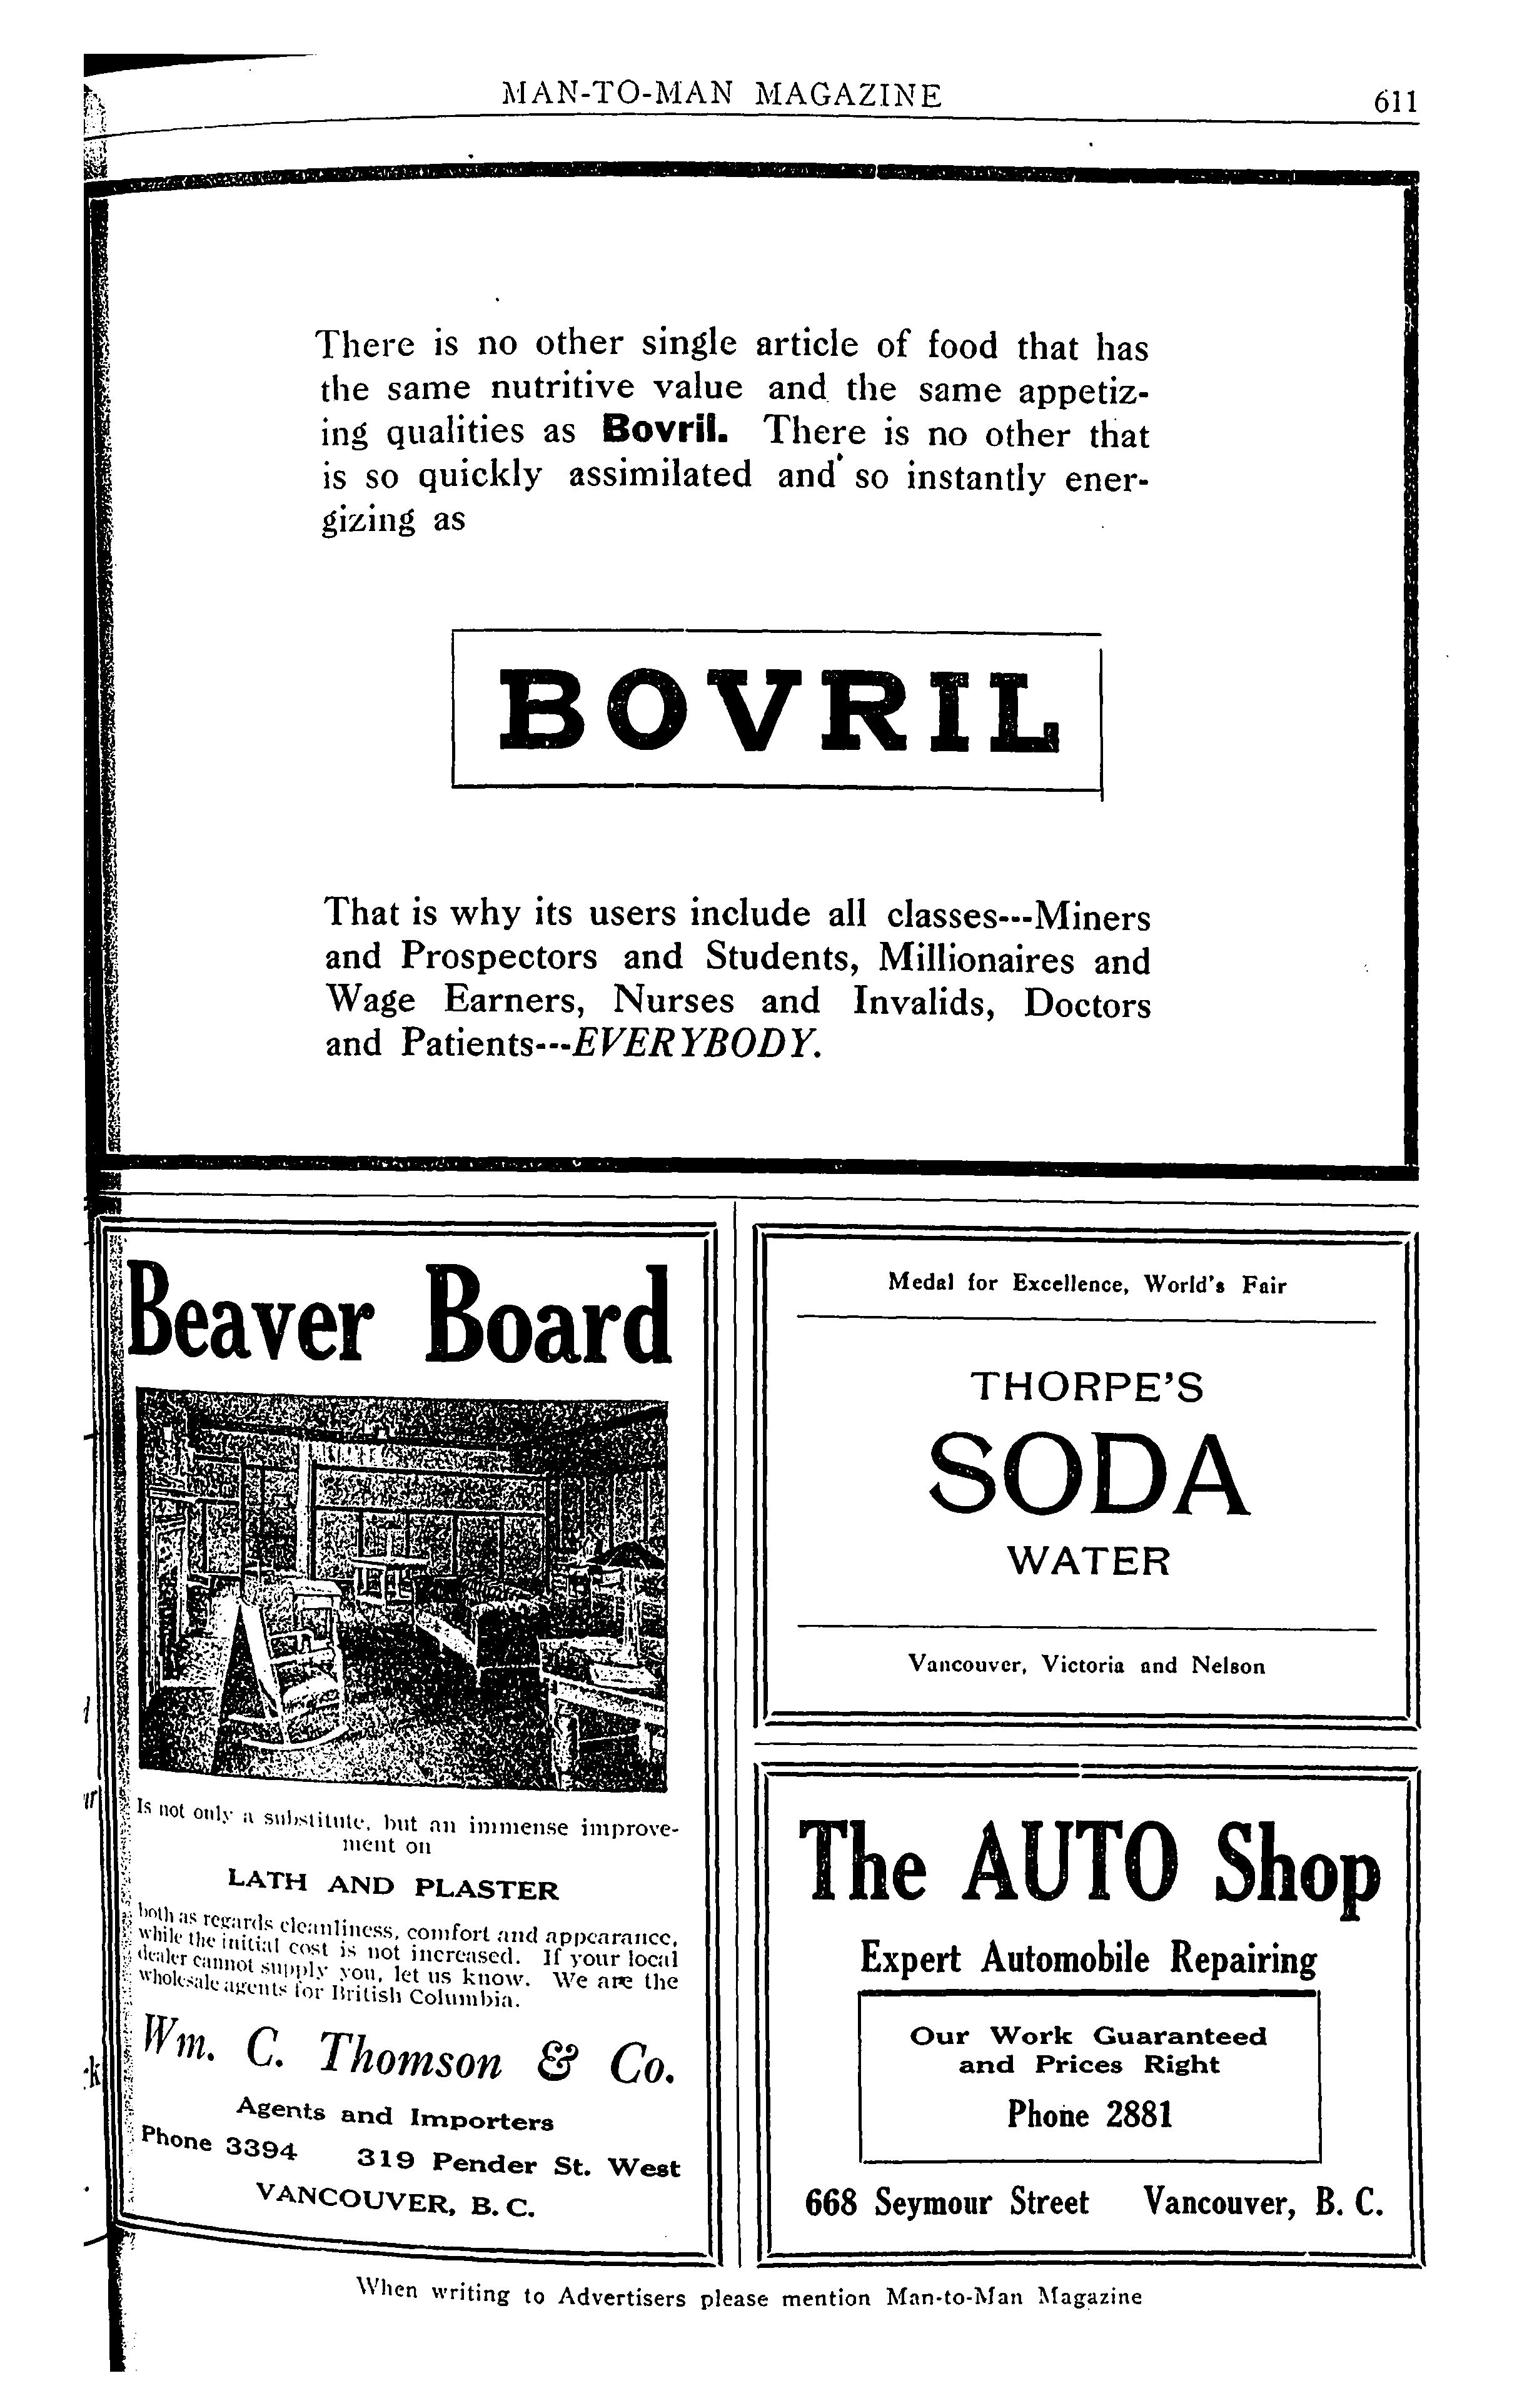 MAN-TO-MAN MAGAZINE 611
There is no other single article of food that has
the same nutritive value and the same appetiz-
ing qualities as Bovril. There is no other that
is so quickly assimilated and so instantly ener-
gizing as
BOVRIL
That is why its users include all classes---Miners
and Prospectors and Students, Millionaires and
Wage Earners, Nurses and Invalids, Doctors
and Patients---EVERYBODY.
Beaver Board
Is not only a substitute, but an immense improve-
ment on
LATH AND PLASTER
both as regards cleanliness, comfort and appearance,
while the initial cost is not increased. If your local
dealer cannot supply you, let us know. We are the
wholesale agents for British Columbia.
Wm. C. Thomson & Co.
Agents and Importers
Phone 3394 319 Pender St. West
VANCOUVER, B. C.
Medal for Excellence, World's Fair
THORPE'S
SODA
WATER
Vancouver, Victoria and Nelson
The AUTO Shop
Expert Automobile Repairing
Our Work Guaranteed
and Prices Right
Phone 2881
668 Seymour Street Vancouver, B. C.
When writing to Advertisers please mention Man-to-Man Magazine